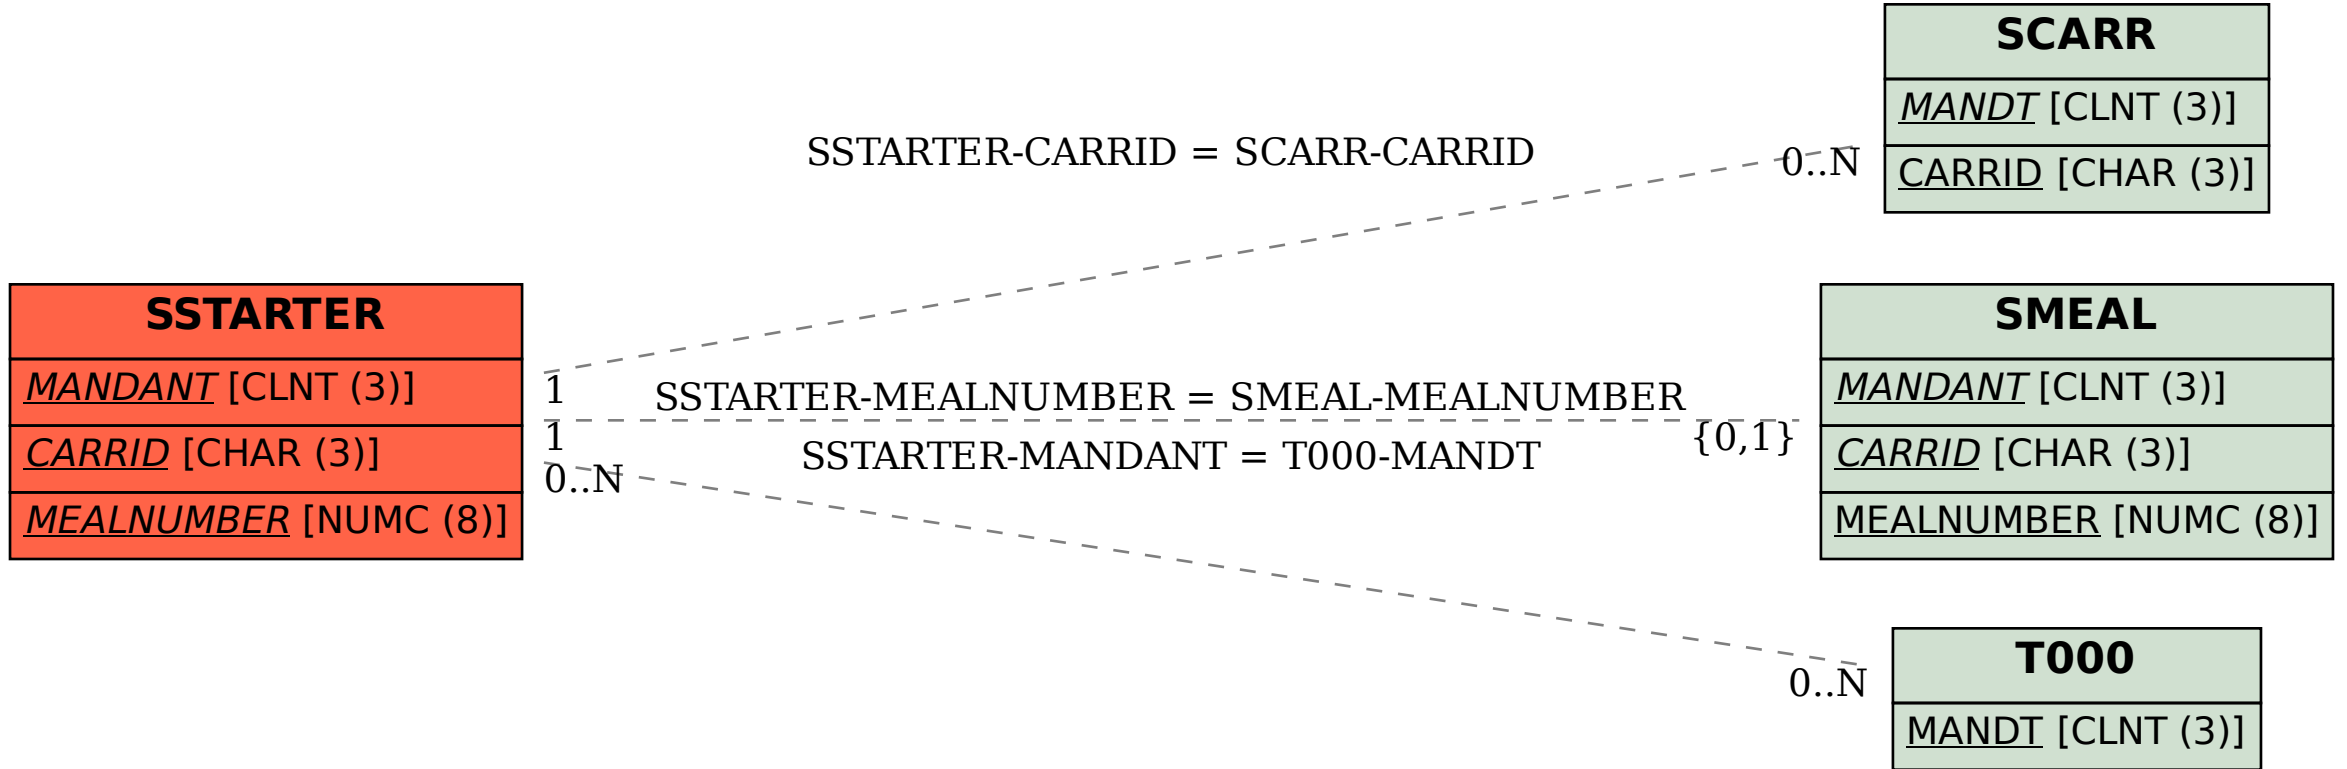 SCARR
MANDT [CLNT (3)]
CARRID [CHAR (3)]
SSTARTER-CARRID = SCARR-CARRID
0..N
SSTARTER
MANDANT [CLNT (3)]
CARRID [CHAR (3)]
MEALNUMBER [NUMC (8)]
1
SSTARTER-MEALNUMBER = SMEAL-MEALNUMBER
1
{0,1}
SSTARTER-MANDANT = T000-MANDT
0..N
SMEAL
MANDANT [CLNT (3)]
CARRID [CHAR (3)]
MEALNUMBER [NUMC (8)]
0..N
T000
MANDT [CLNT (3)]